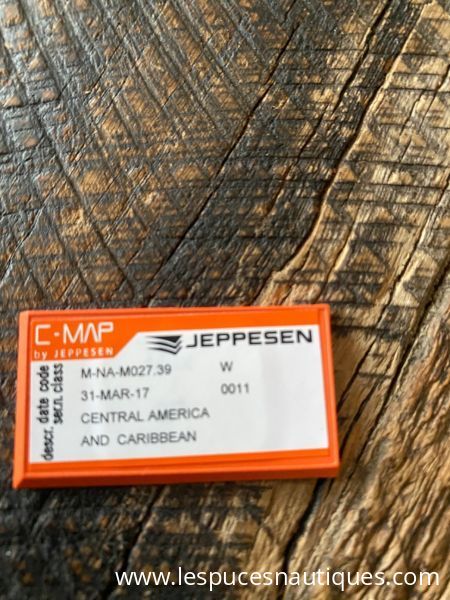 C-MAP
by JEPPESEN
JEPPESEN
descr. date code
secn. class
M-NA-M027.39 W
31-MAR-17 0011
CENTRAL AMERICA
AND CARIBBEAN
www.lespucesnautiques.com